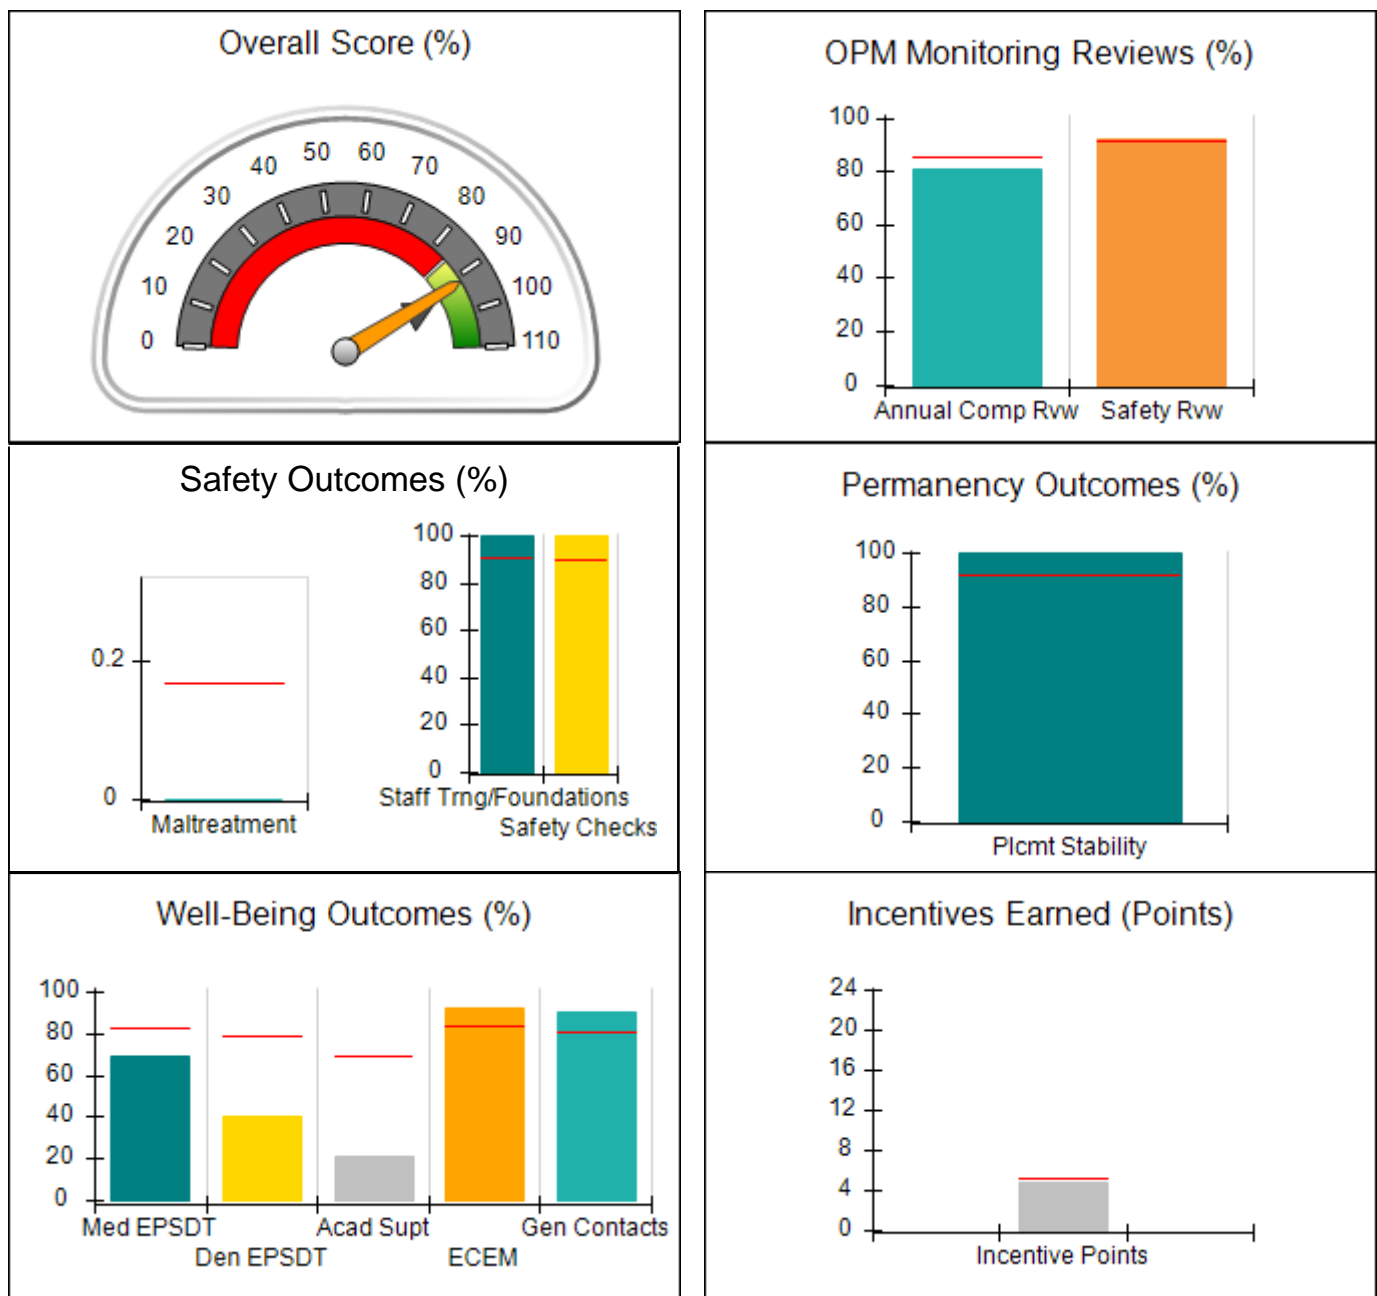 Overall Score (%)
0 10 20 30 40 50 60 70 80 90 100 110
OPM Monitoring Reviews (%)
100
80
60
40
20
0
Annual Comp Rvw Safety Rvw
Safety Outcomes (%)
0.2
0
Maltreatment
100
80
60
40
20
0
Staff Trng/Foundations
Safety Checks
Permanency Outcomes (%)
100
80
60
40
20
0
Plcmt Stability
Well-Being Outcomes (%)
100
80
60
40
20
0
Med EPSDT Acad Supt Gen Contacts
Den EPSDT ECEM
Incentives Earned (Points)
24
20
16
12
8
4
0
Incentive Points